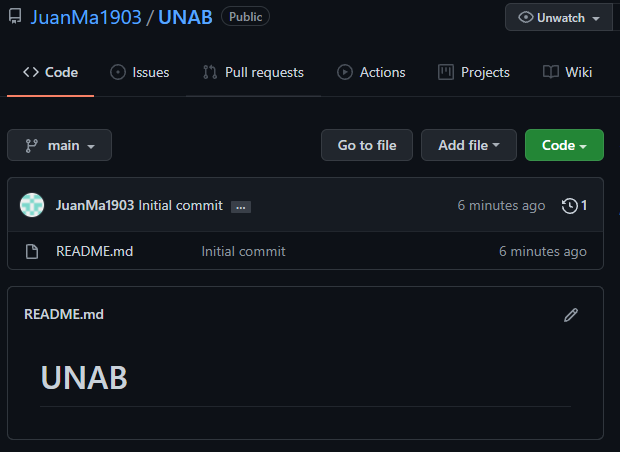 JuanMa1903 / UNAB Public Unwatch
Code Issues Pull requests Actions Projects Wiki
main Go to file Add file Code
JuanMa1903 Initial commit ... 6 minutes ago 1
README.md Initial commit 6 minutes ago
README.md
UNAB